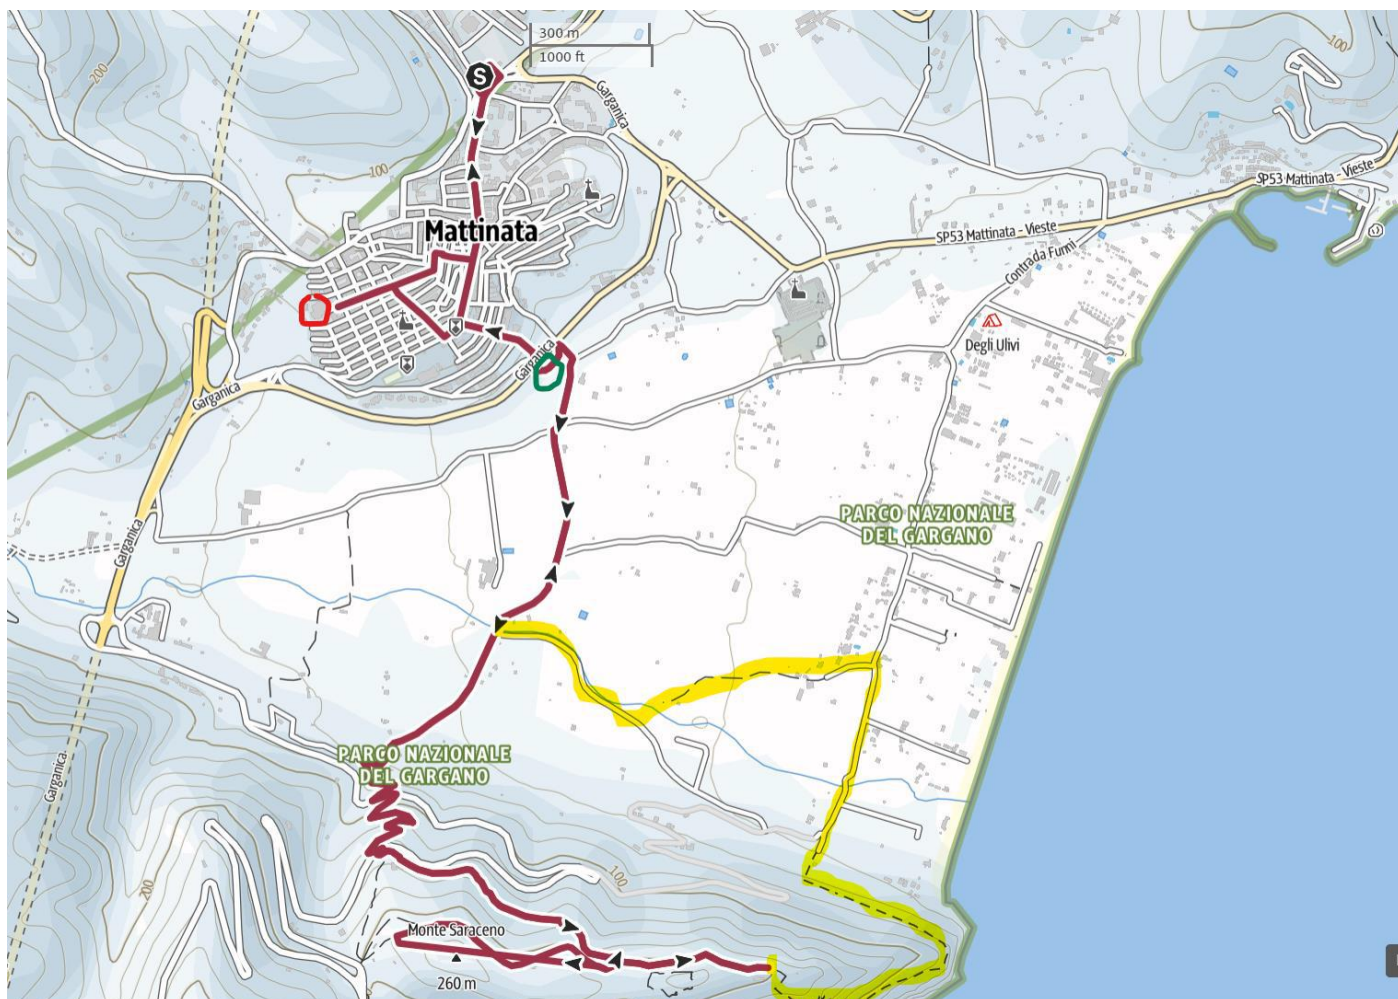 300 m
1000 ft
100
200
S
Garganica
100
SP53 Mattinata - Vieste
Mattinata
SP53 Mattinata - Vieste
Contrada Funni
Degli Ulivi
Garganica
Garganica
PARCO NAZIONALE
DEL GARGANO
Garganica
PARCO NAZIONALE
DEL GARGANO
Garganica
200
100
Monte Saraceno
260 m